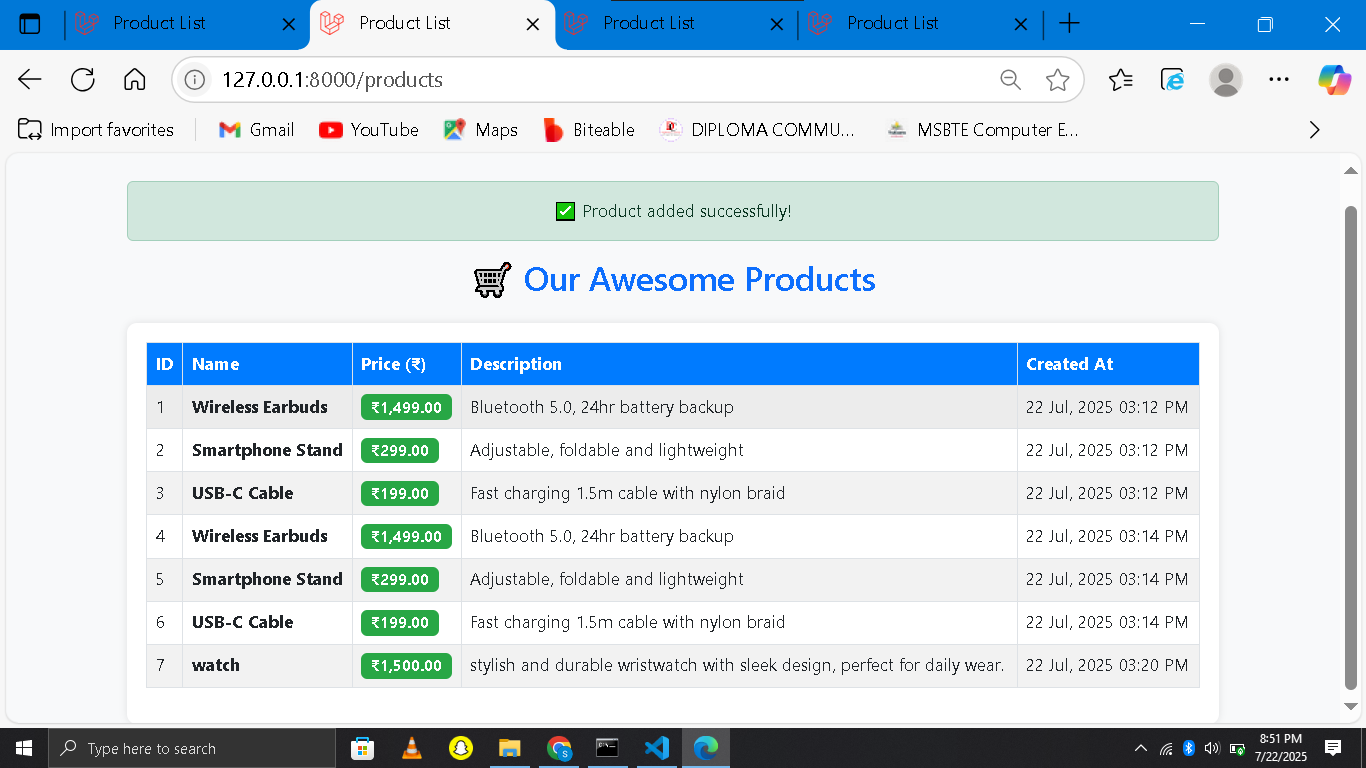 Product List Product List Product List Product List
127.0.0.1:8000/products
Import favorites Gmail YouTube Maps Biteable DIPLOMA COMMU... MSBTE Computer E...
✅ Product added successfully!
🛒 Our Awesome Products
ID Name Price (₹) Description Created At
1 Wireless Earbuds ₹1,499.00 Bluetooth 5.0, 24hr battery backup 22 Jul, 2025 03:12 PM
2 Smartphone Stand ₹299.00 Adjustable, foldable and lightweight 22 Jul, 2025 03:12 PM
3 USB-C Cable ₹199.00 Fast charging 1.5m cable with nylon braid 22 Jul, 2025 03:12 PM
4 Wireless Earbuds ₹1,499.00 Bluetooth 5.0, 24hr battery backup 22 Jul, 2025 03:14 PM
5 Smartphone Stand ₹299.00 Adjustable, foldable and lightweight 22 Jul, 2025 03:14 PM
6 USB-C Cable ₹199.00 Fast charging 1.5m cable with nylon braid 22 Jul, 2025 03:14 PM
7 watch ₹1,500.00 stylish and durable wristwatch with sleek design, perfect for daily wear. 22 Jul, 2025 03:20 PM
Type here to search
8:51 PM
7/22/2025